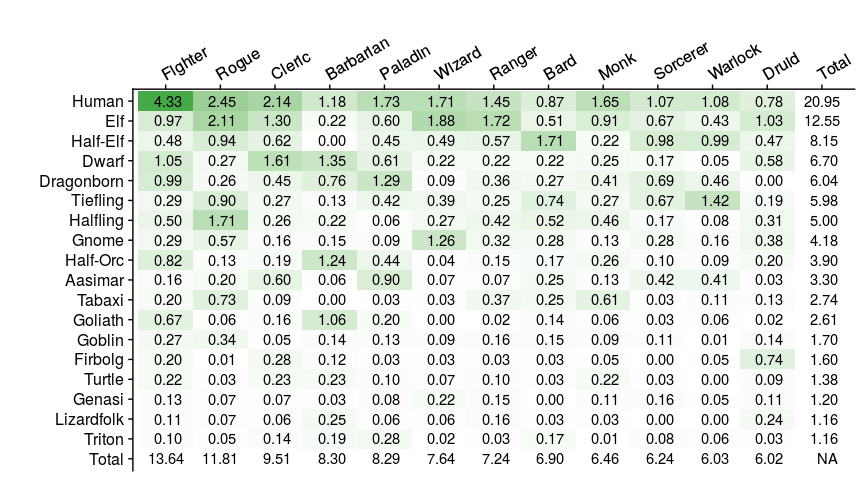 Fighter Rogue Cleric Barbarian Paladin Wizard Ranger Bard Monk Sorcerer Warlock Druid Total
Human 4.33 2.45 2.14 1.18 1.73 1.71 1.45 0.87 1.65 1.07 1.08 0.78 20.95
Elf 0.97 2.11 1.30 0.22 0.60 1.88 1.72 0.51 0.91 0.67 0.43 1.03 12.55
Half-Elf 0.48 0.94 0.62 0.00 0.45 0.49 0.57 1.71 0.22 0.98 0.99 0.47 8.15
Dwarf 1.05 0.27 1.61 1.35 0.61 0.22 0.22 0.22 0.25 0.17 0.05 0.58 6.70
Dragonborn 0.99 0.26 0.45 0.76 1.29 0.09 0.36 0.27 0.41 0.69 0.46 0.00 6.04
Tiefling 0.29 0.90 0.27 0.13 0.42 0.39 0.25 0.74 0.27 0.67 1.42 0.19 5.98
Halfling 0.50 1.71 0.26 0.22 0.06 0.27 0.42 0.52 0.46 0.17 0.08 0.31 5.00
Gnome 0.29 0.57 0.16 0.15 0.09 1.26 0.32 0.28 0.13 0.28 0.16 0.38 4.18
Half-Orc 0.82 0.13 0.19 1.24 0.44 0.04 0.15 0.17 0.26 0.10 0.09 0.20 3.90
Aasimar 0.16 0.20 0.60 0.06 0.90 0.07 0.07 0.25 0.13 0.42 0.41 0.03 3.30
Tabaxi 0.20 0.73 0.09 0.00 0.03 0.03 0.37 0.25 0.61 0.03 0.11 0.13 2.74
Goliath 0.67 0.06 0.16 1.06 0.20 0.00 0.02 0.14 0.06 0.03 0.06 0.02 2.61
Goblin 0.27 0.34 0.05 0.14 0.13 0.09 0.16 0.15 0.09 0.11 0.01 0.14 1.70
Firbolg 0.20 0.01 0.28 0.12 0.03 0.03 0.03 0.03 0.05 0.00 0.05 0.74 1.60
Turtle 0.22 0.03 0.23 0.23 0.10 0.07 0.10 0.03 0.22 0.03 0.00 0.09 1.38
Genasi 0.13 0.07 0.07 0.03 0.08 0.22 0.15 0.00 0.11 0.16 0.05 0.11 1.20
Lizardfolk 0.11 0.07 0.06 0.25 0.06 0.06 0.16 0.03 0.03 0.00 0.00 0.24 1.16
Triton 0.10 0.05 0.14 0.19 0.28 0.02 0.03 0.17 0.01 0.08 0.06 0.03 1.16
Total 13.64 11.81 9.51 8.30 8.29 7.64 7.24 6.90 6.46 6.24 6.03 6.02 NA